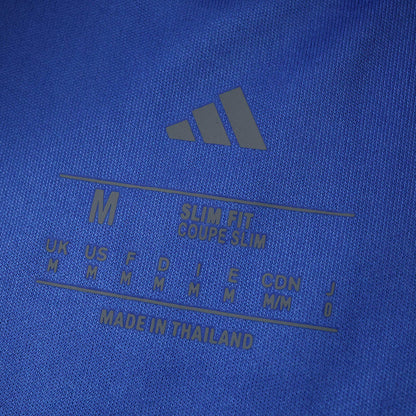 M SLIM FIT
COUPE SLIM
UK US F D I E CDN J
M M M M M M M/M O
MADE IN THAILAND